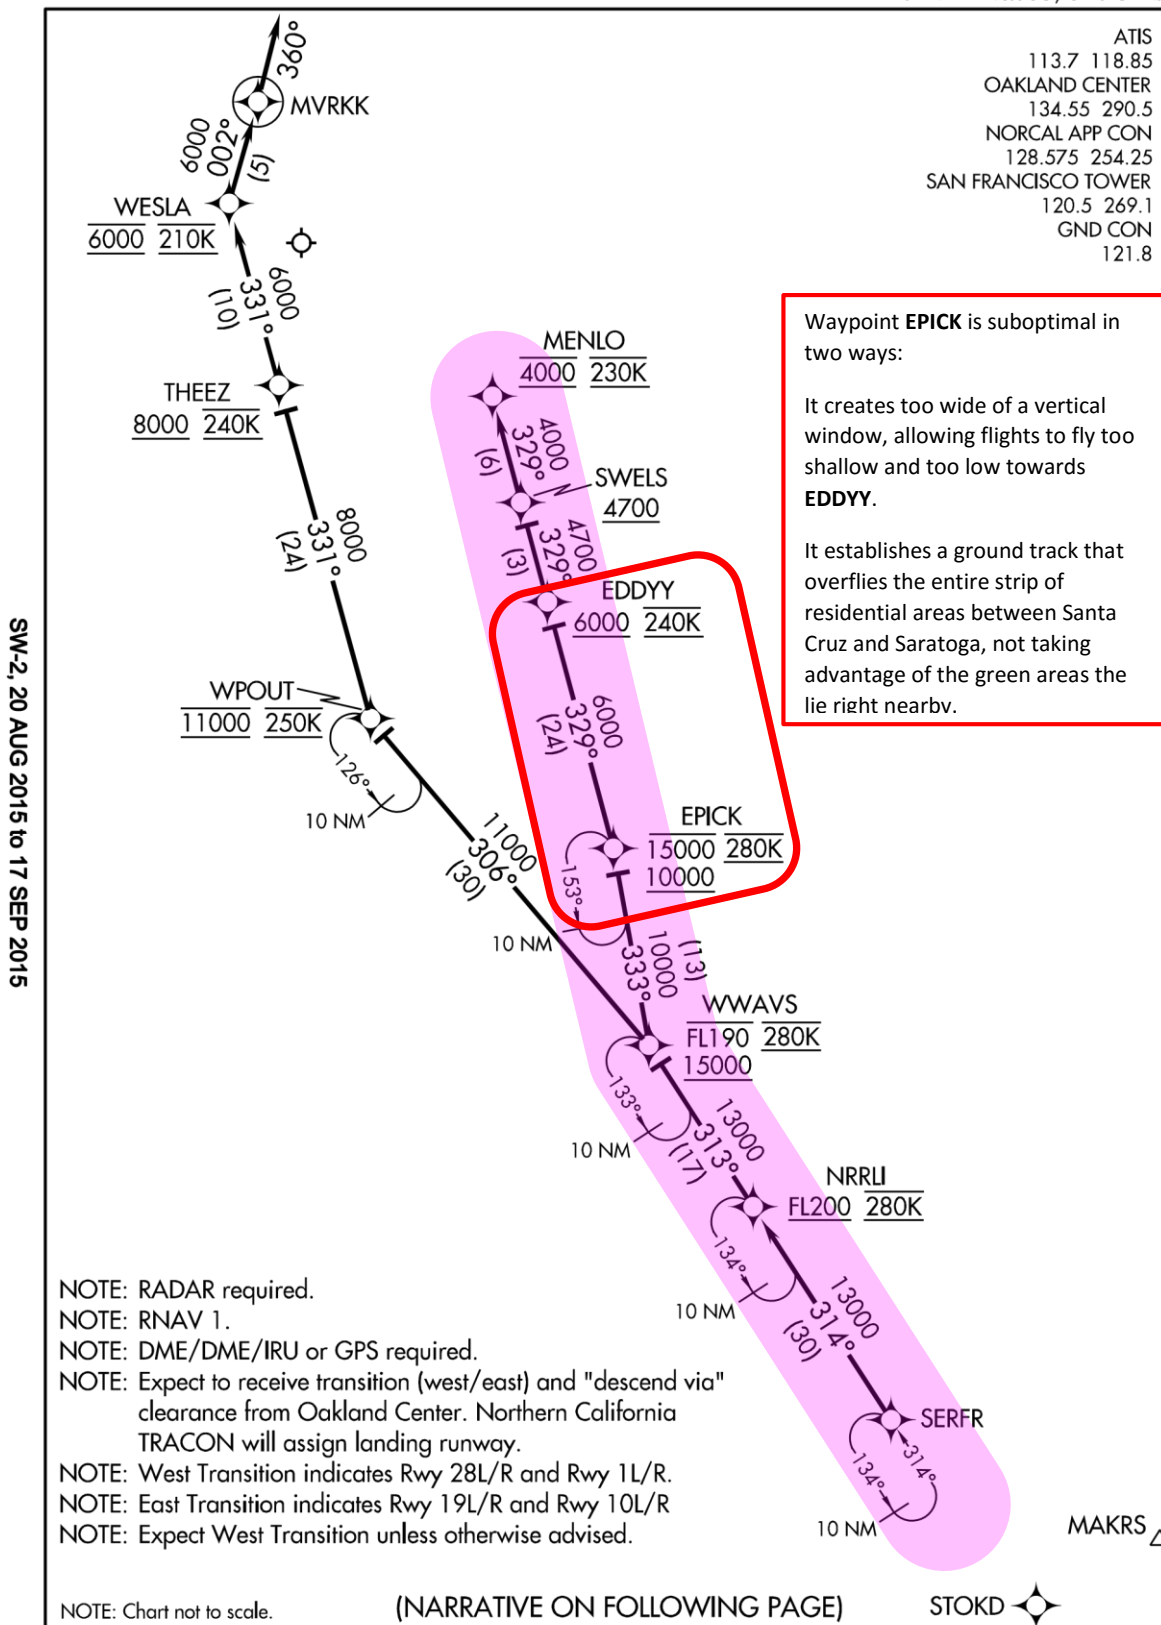 ATIS
113.7 118.85
OAKLAND CENTER
134.55 290.5
NORCAL APP CON
128.575 254.25
SAN FRANCISCO TOWER
120.5 269.1
GND CON
121.8
360°
MVRKK
6000
002°
(5)
WESLA
6000 210K
6000
331°
(10)
THEEZ
8000 240K
8000
331°
(24)
WPOUT
11000 250K
126°
10 NM
11000
306°
(30)
MENLO
4000 230K
4000
329°
(6)
SWELS
4700
4700
329°
(3)
EDDYY
6000 240K
6000
329°
(24)
EPICK
15000 280K
10000
153°
10 NM
(13)
10000
333°
WWAVS
FL190 280K
15000
133°
10 NM
13000
313°
(17)
NRRLI
FL200 280K
134°
10 NM
13000
314°
(30)
SERFR
314°
134°
10 NM
MAKRS
STOKD
Waypoint EPICK is suboptimal in
two ways:
It creates too wide of a vertical
window, allowing flights to fly too
shallow and too low towards
EDDYY.
It establishes a ground track that
overflies the entire strip of
residential areas between Santa
Cruz and Saratoga, not taking
advantage of the green areas the
lie right nearby.
SW-2, 20 AUG 2015 to 17 SEP 2015
NOTE: RADAR required.
NOTE: RNAV 1.
NOTE: DME/DME/IRU or GPS required.
NOTE: Expect to receive transition (west/east) and "descend via"
clearance from Oakland Center. Northern California
TRACON will assign landing runway.
NOTE: West Transition indicates Rwy 28L/R and Rwy 1L/R.
NOTE: East Transition indicates Rwy 19L/R and Rwy 10L/R
NOTE: Expect West Transition unless otherwise advised.
NOTE: Chart not to scale.
(NARRATIVE ON FOLLOWING PAGE)